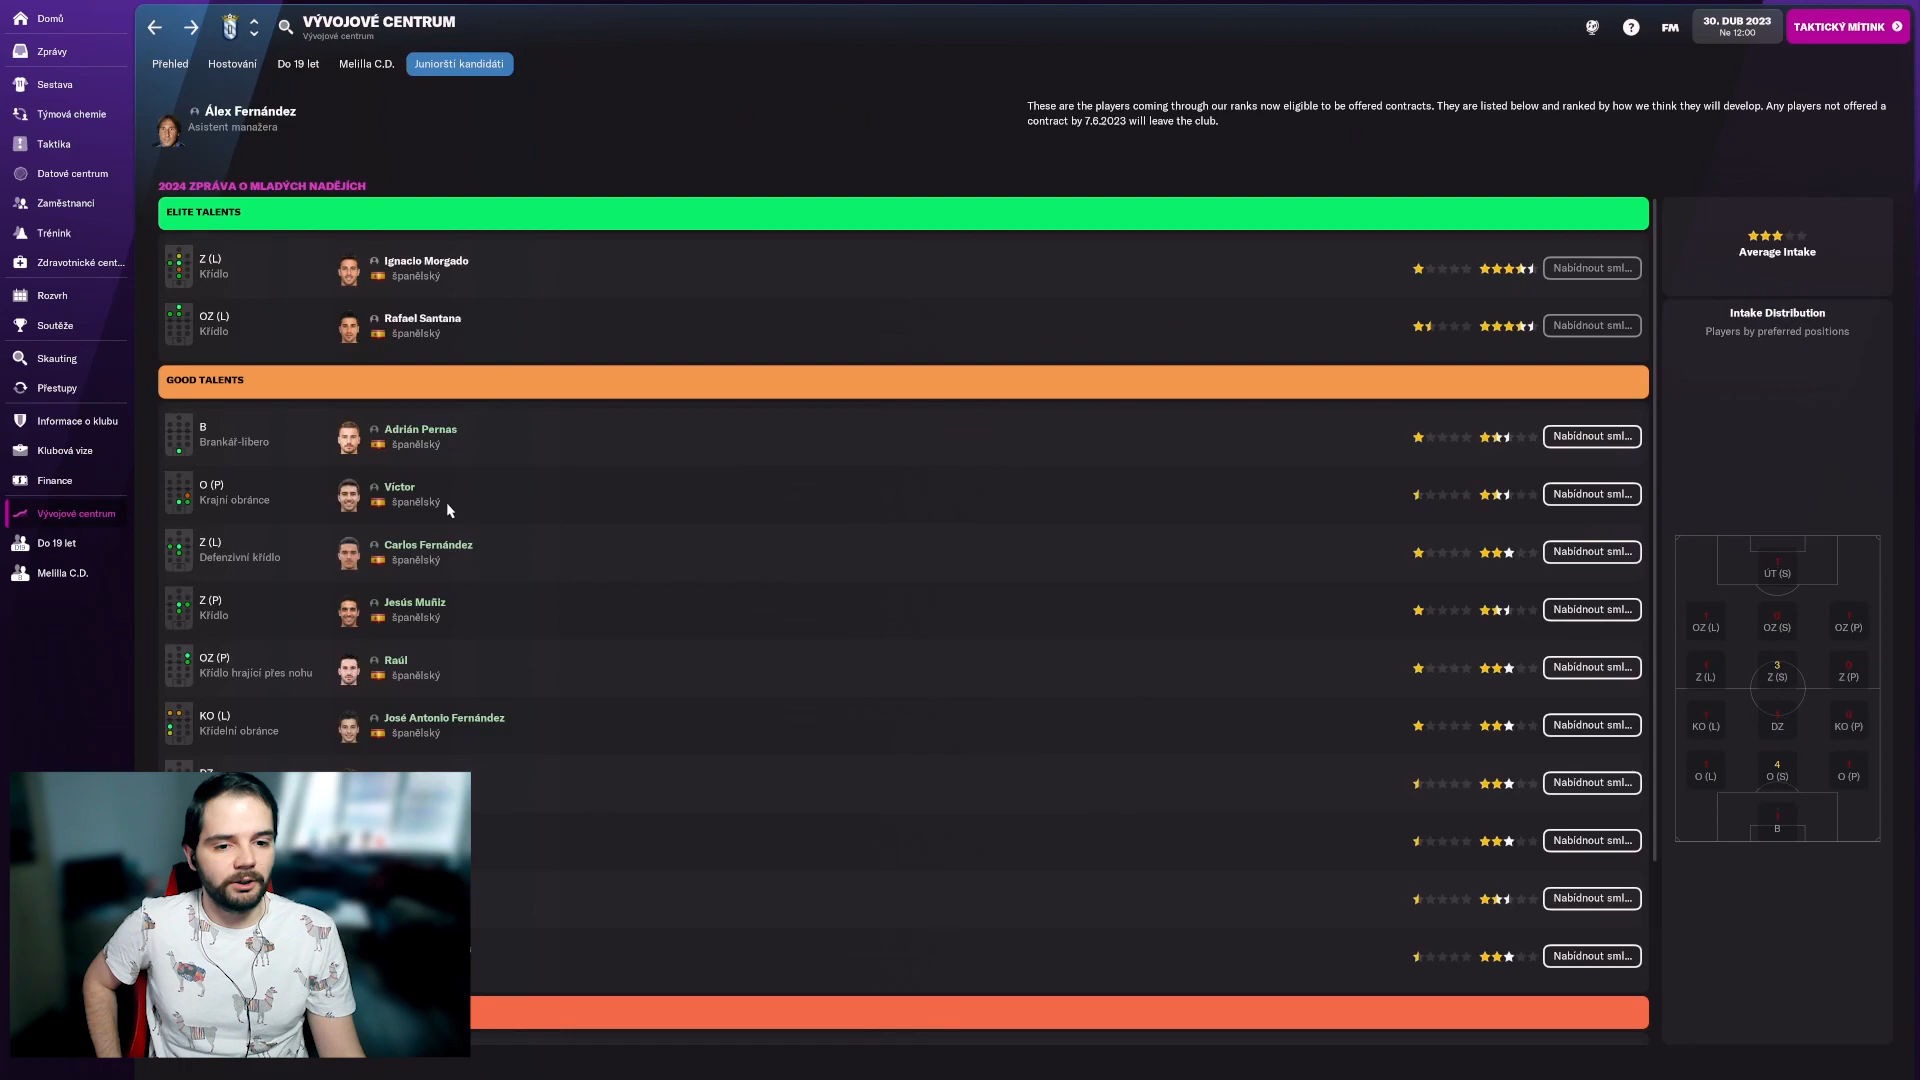 Domů
Zprávy
Sestava
Týmová chemie
Taktika
Datové centrum
Zaměstnanci
Trénink
Zdravotnické cent...
Rozvrh
Soutěže
Skauting
Přestupy
Informace o klubu
Klubová vize
Finance
Vývojové centrum
Do 19 let
Melilla C.D.
VÝVOJOVÉ CENTRUM
Vývojové centrum
FM
30. DUB 2023
Ne 12:00
TAKTICKÝ MÍTINK
Přehled
Hostování
Do 19 let
Melilla C.D.
Juniorští kandidáti
Álex Fernández
Asistent manažera
These are the players coming through our ranks now eligible to be offered contracts. They are listed below and ranked by how we think they will develop. Any players not offered a
contract by 7.6.2023 will leave the club.
2024 ZPRÁVA O MLADÝCH NADĚJÍCH
ELITE TALENTS
Z (L)
Křídlo
Ignacio Morgado
španělský
Nabídnout sml...
OZ (L)
Křídlo
Rafael Santana
španělský
Nabídnout sml...
GOOD TALENTS
B
Brankář-libero
Adrián Pernas
španělský
Nabídnout sml...
O (P)
Krajní obránce
Víctor
španělský
Nabídnout sml...
Z (L)
Defenzivní křídlo
Carlos Fernández
španělský
Nabídnout sml...
Z (P)
Křídlo
Jesús Muñiz
španělský
Nabídnout sml...
OZ (P)
Křídlo hrající přes nohu
Raúl
španělský
Nabídnout sml...
KO (L)
Křídelní obránce
José Antonio Fernández
španělský
Nabídnout sml...
Nabídnout sml...
Nabídnout sml...
Nabídnout sml...
Nabídnout sml...
Average Intake
Intake Distribution
Players by preferred positions
1
ÚT (S)
OZ (L)
OZ (S)
OZ (P)
3
Z (L)
Z (S)
Z (P)
KO (L)
DZ
KO (P)
4
O (L)
O (S)
O (P)
B